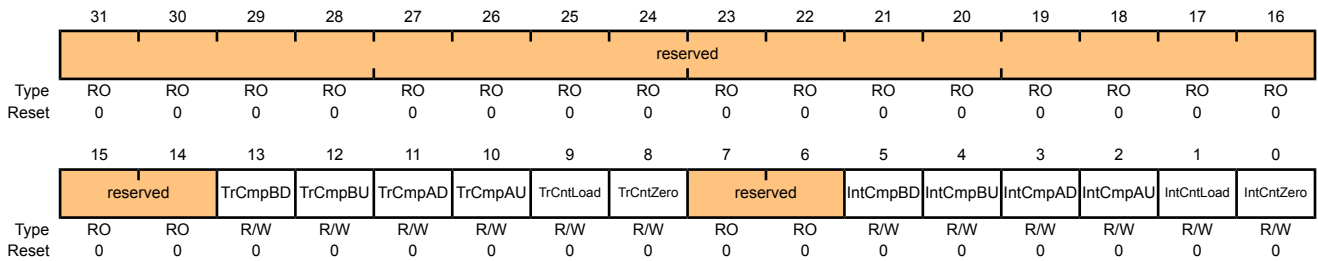 31 30 29 28 27 26 25 24 23 22 21 20 19 18 17 16
reserved
Type RO RO RO RO RO RO RO RO RO RO RO RO RO RO RO RO
Reset 0 0 0 0 0 0 0 0 0 0 0 0 0 0 0 0
15 14 13 12 11 10 9 8 7 6 5 4 3 2 1 0
reserved TrCmpBD TrCmpBU TrCmpAD TrCmpAU TrCntLoad TrCntZero reserved IntCmpBD IntCmpBU IntCmpAD IntCmpAU IntCntLoad IntCntZero
Type RO RO R/W R/W R/W R/W R/W R/W RO RO R/W R/W R/W R/W R/W R/W
Reset 0 0 0 0 0 0 0 0 0 0 0 0 0 0 0 0